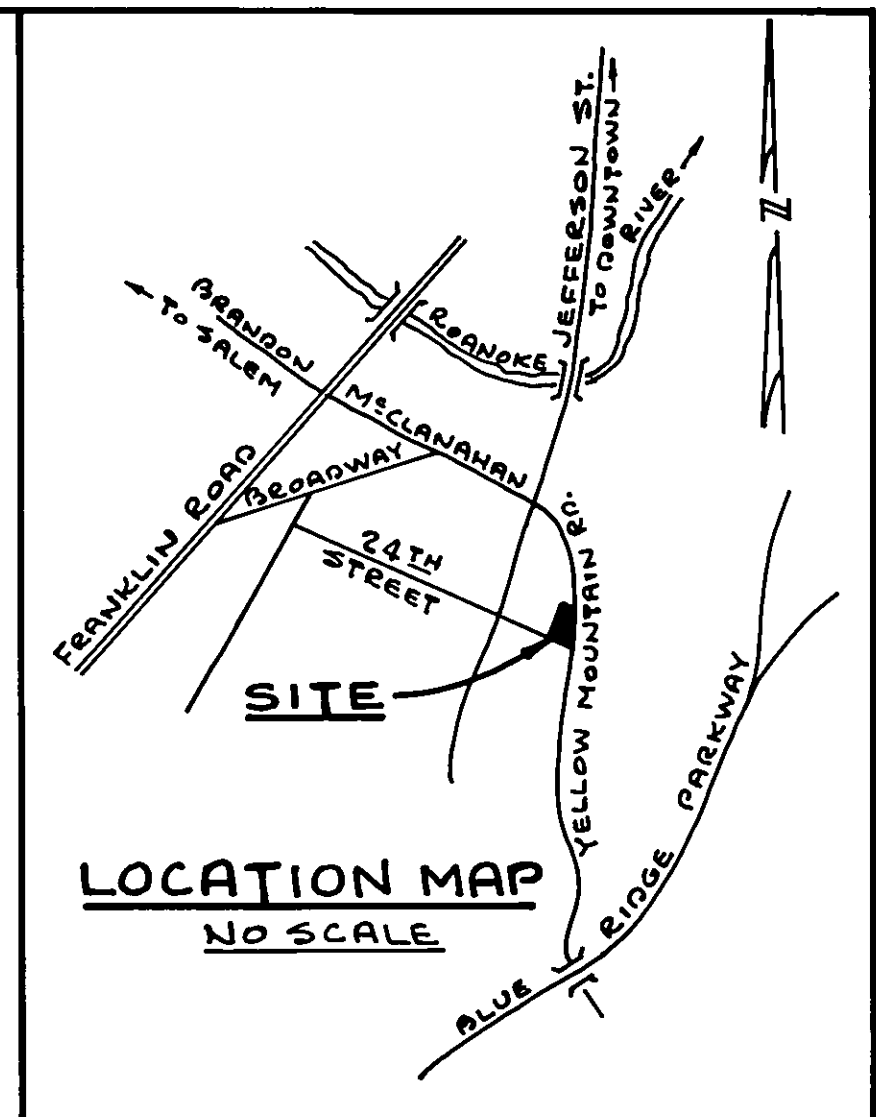 JEFFERSON ST.
TO DOWNTOWN
RIVER
N
BRANDON
TO SALEM
ROANOKE
McCLANAHAN
BROADWAY
FRANKLIN ROAD
24TH
STREET
YELLOW MOUNTAIN RD.
SITE
BLUE RIDGE PARKWAY
LOCATION MAP
NO SCALE